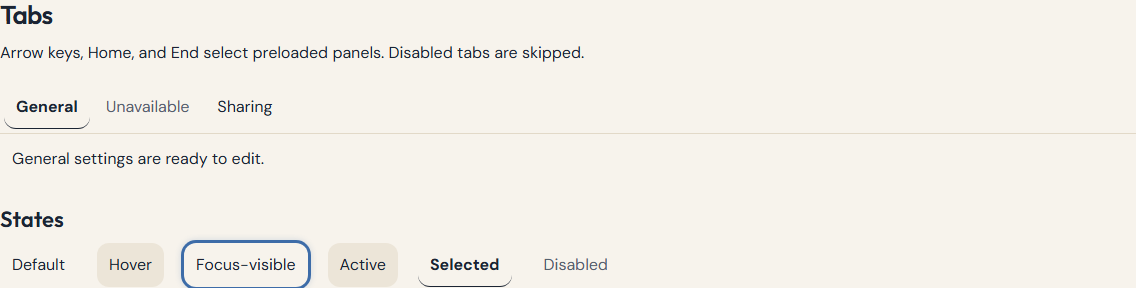 Tabs
Arrow keys, Home, and End select preloaded panels. Disabled tabs are skipped.
General Unavailable Sharing
General settings are ready to edit.
States
Default Hover Focus-visible Active Selected Disabled